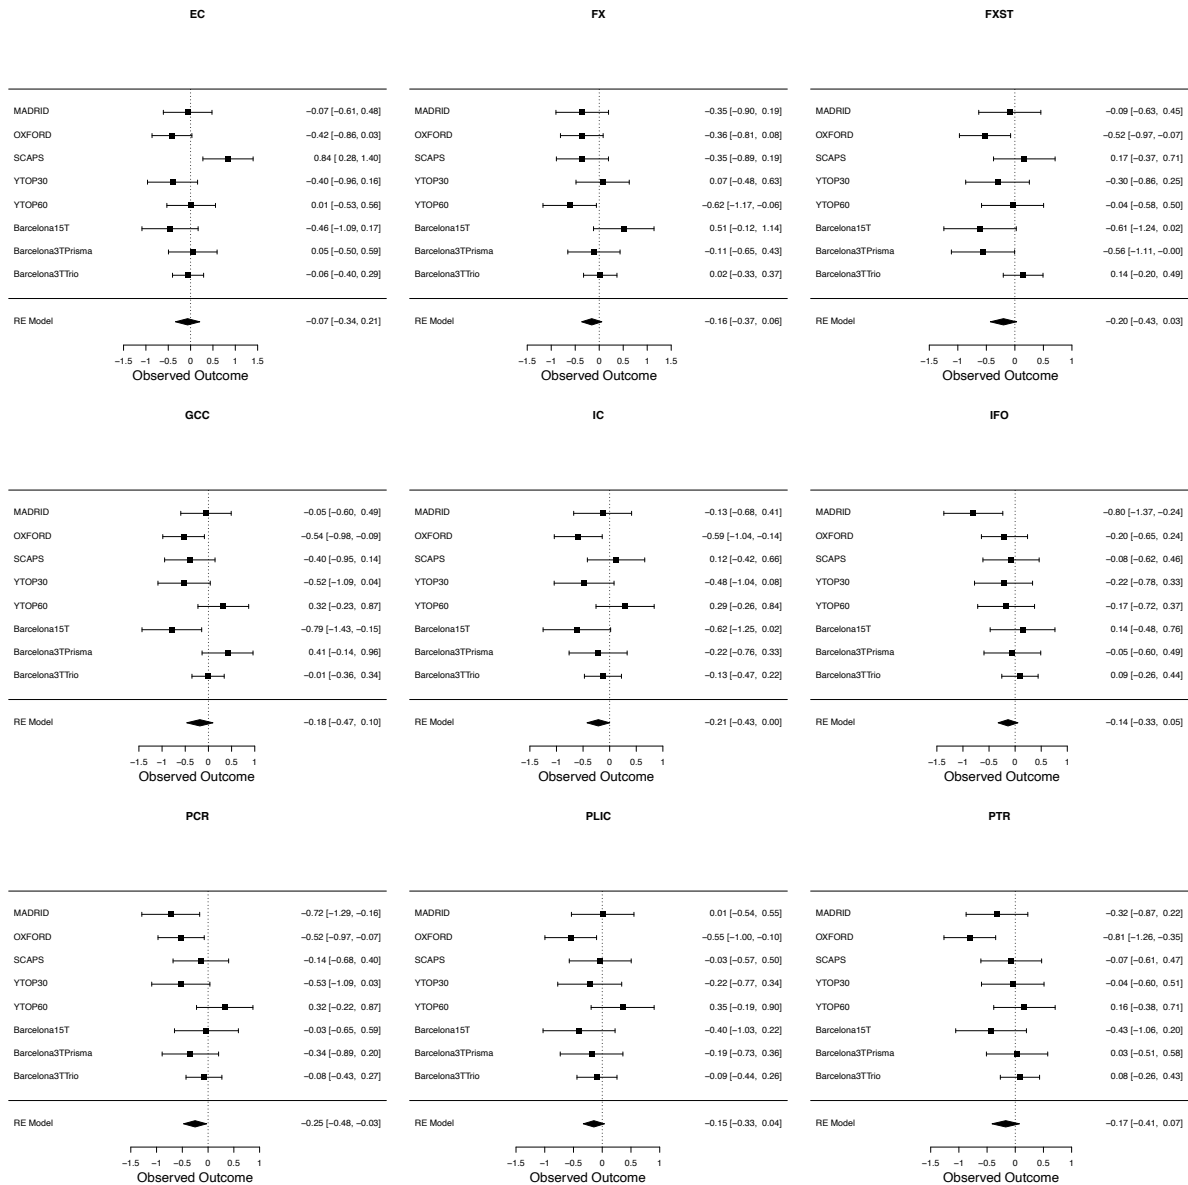 EC
MADRID −0.07 [−0.61, 0.48]
OXFORD −0.42 [−0.86, 0.03]
SCAPS 0.84 [ 0.28, 1.40]
YTOP30 −0.40 [−0.96, 0.16]
YTOP60 0.01 [−0.53, 0.56]
Barcelona15T −0.46 [−1.09, 0.17]
Barcelona3TPrisma 0.05 [−0.50, 0.59]
Barcelona3TTrio −0.06 [−0.40, 0.29]
RE Model −0.07 [−0.34, 0.21]
−1.5 −1 −0.5 0 0.5 1 1.5
Observed Outcome
FX
MADRID −0.35 [−0.90, 0.19]
OXFORD −0.36 [−0.81, 0.08]
SCAPS −0.35 [−0.89, 0.19]
YTOP30 0.07 [−0.48, 0.63]
YTOP60 −0.62 [−1.17, −0.06]
Barcelona15T 0.51 [−0.12, 1.14]
Barcelona3TPrisma −0.11 [−0.65, 0.43]
Barcelona3TTrio 0.02 [−0.33, 0.37]
RE Model −0.16 [−0.37, 0.06]
−1.5 −1 −0.5 0 0.5 1 1.5
Observed Outcome
FXST
MADRID −0.09 [−0.63, 0.45]
OXFORD −0.52 [−0.97, −0.07]
SCAPS 0.17 [−0.37, 0.71]
YTOP30 −0.30 [−0.86, 0.25]
YTOP60 −0.04 [−0.58, 0.50]
Barcelona15T −0.61 [−1.24, 0.02]
Barcelona3TPrisma −0.56 [−1.11, −0.00]
Barcelona3TTrio 0.14 [−0.20, 0.49]
RE Model −0.20 [−0.43, 0.03]
−1.5 −1 −0.5 0 0.5 1
Observed Outcome
GCC
MADRID −0.05 [−0.60, 0.49]
OXFORD −0.54 [−0.98, −0.09]
SCAPS −0.40 [−0.95, 0.14]
YTOP30 −0.52 [−1.09, 0.04]
YTOP60 0.32 [−0.23, 0.87]
Barcelona15T −0.79 [−1.43, −0.15]
Barcelona3TPrisma 0.41 [−0.14, 0.96]
Barcelona3TTrio −0.01 [−0.36, 0.34]
RE Model −0.18 [−0.47, 0.10]
−1.5 −1 −0.5 0 0.5 1
Observed Outcome
IC
MADRID −0.13 [−0.68, 0.41]
OXFORD −0.59 [−1.04, −0.14]
SCAPS 0.12 [−0.42, 0.66]
YTOP30 −0.48 [−1.04, 0.08]
YTOP60 0.29 [−0.26, 0.84]
Barcelona15T −0.62 [−1.25, 0.02]
Barcelona3TPrisma −0.22 [−0.76, 0.33]
Barcelona3TTrio −0.13 [−0.47, 0.22]
RE Model −0.21 [−0.43, 0.00]
−1.5 −1 −0.5 0 0.5 1
Observed Outcome
IFO
MADRID −0.80 [−1.37, −0.24]
OXFORD −0.20 [−0.65, 0.24]
SCAPS −0.08 [−0.62, 0.46]
YTOP30 −0.22 [−0.78, 0.33]
YTOP60 −0.17 [−0.72, 0.37]
Barcelona15T 0.14 [−0.48, 0.76]
Barcelona3TPrisma −0.05 [−0.60, 0.49]
Barcelona3TTrio 0.09 [−0.26, 0.44]
RE Model −0.14 [−0.33, 0.05]
−1.5 −1 −0.5 0 0.5 1
Observed Outcome
PCR
MADRID −0.72 [−1.29, −0.16]
OXFORD −0.52 [−0.97, −0.07]
SCAPS −0.14 [−0.68, 0.40]
YTOP30 −0.53 [−1.09, 0.03]
YTOP60 0.32 [−0.22, 0.87]
Barcelona15T −0.03 [−0.65, 0.59]
Barcelona3TPrisma −0.34 [−0.89, 0.20]
Barcelona3TTrio −0.08 [−0.43, 0.27]
RE Model −0.25 [−0.48, −0.03]
−1.5 −1 −0.5 0 0.5 1
Observed Outcome
PLIC
MADRID 0.01 [−0.54, 0.55]
OXFORD −0.55 [−1.00, −0.10]
SCAPS −0.03 [−0.57, 0.50]
YTOP30 −0.22 [−0.77, 0.34]
YTOP60 0.35 [−0.19, 0.90]
Barcelona15T −0.40 [−1.03, 0.22]
Barcelona3TPrisma −0.19 [−0.73, 0.36]
Barcelona3TTrio −0.09 [−0.44, 0.26]
RE Model −0.15 [−0.33, 0.04]
−1.5 −1 −0.5 0 0.5 1
Observed Outcome
PTR
MADRID −0.32 [−0.87, 0.22]
OXFORD −0.81 [−1.26, −0.35]
SCAPS −0.07 [−0.61, 0.47]
YTOP30 −0.04 [−0.60, 0.51]
YTOP60 0.16 [−0.38, 0.71]
Barcelona15T −0.43 [−1.06, 0.20]
Barcelona3TPrisma 0.03 [−0.51, 0.58]
Barcelona3TTrio 0.08 [−0.26, 0.43]
RE Model −0.17 [−0.41, 0.07]
−1.5 −1 −0.5 0 0.5 1
Observed Outcome